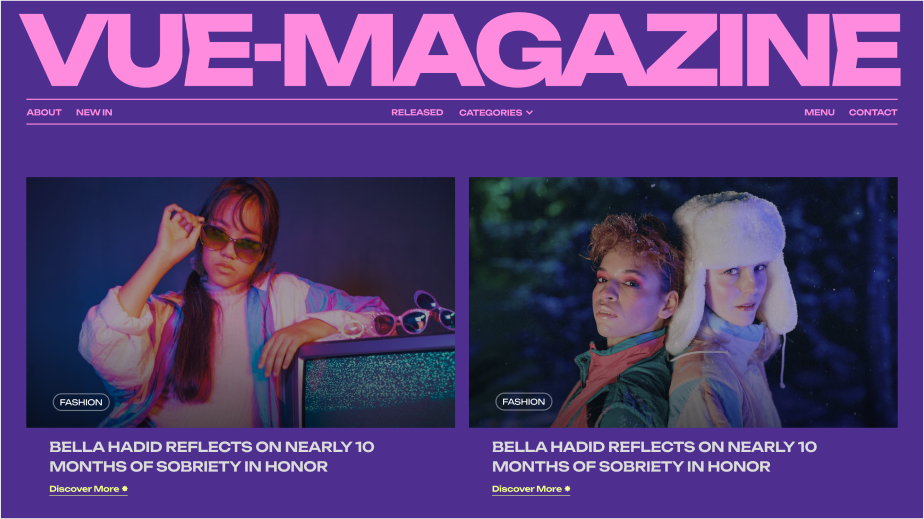 VUE-MAGAZINE
ABOUT NEW IN RELEASED CATEGORIES MENU CONTACT
FASHION
BELLA HADID REFLECTS ON NEARLY 10
MONTHS OF SOBRIETY IN HONOR
Discover More
FASHION
BELLA HADID REFLECTS ON NEARLY 10
MONTHS OF SOBRIETY IN HONOR
Discover More